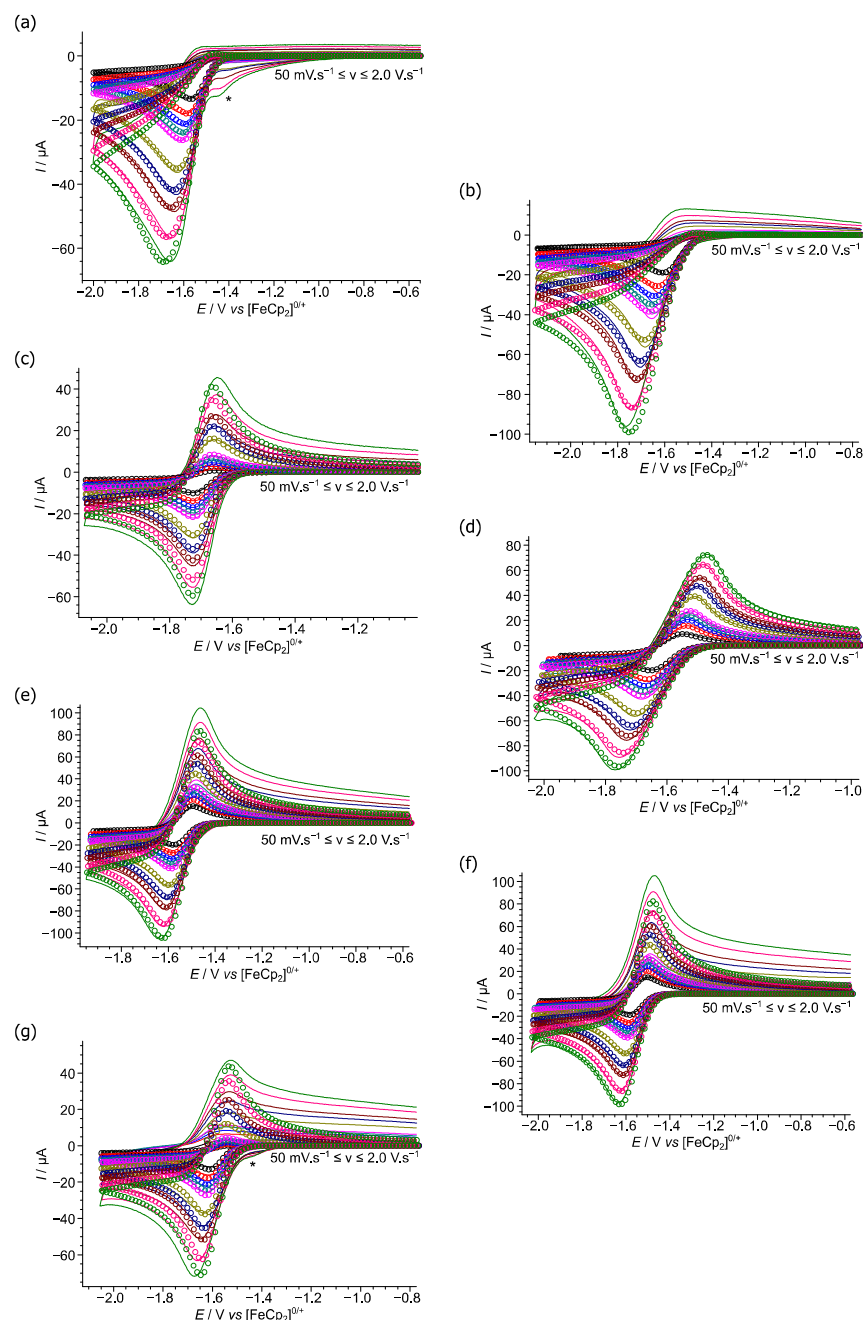 (a)
0
−20
−40
−60
I / µA
50 mV.s⁻¹ ≤ ν ≤ 2.0 V.s⁻¹
*
−2.0 −1.8 −1.6 −1.4 −1.2 −1.0 −0.8 −0.6
E / V vs [FeCp₂]⁰/⁺
(b)
0
−20
−40
−60
−80
−100
I / µA
50 mV.s⁻¹ ≤ ν ≤ 2.0 V.s⁻¹
−2.0 −1.8 −1.6 −1.4 −1.2 −1.0 −0.8
E / V vs [FeCp₂]⁰/⁺
(c)
40
20
0
−20
−40
−60
I / µA
50 mV.s⁻¹ ≤ ν ≤ 2.0 V.s⁻¹
−2.0 −1.8 −1.6 −1.4 −1.2
E / V vs [FeCp₂]⁰/⁺
(d)
80
60
40
20
0
−20
−40
−60
−80
−100
I / µA
50 mV.s⁻¹ ≤ ν ≤ 2.0 V.s⁻¹
−2.0 −1.8 −1.6 −1.4 −1.2 −1.0
E / V vs [FeCp₂]⁰/⁺
(e)
100
80
60
40
20
0
−20
−40
−60
−80
−100
I / µA
50 mV.s⁻¹ ≤ ν ≤ 2.0 V.s⁻¹
−1.8 −1.6 −1.4 −1.2 −1.0 −0.8 −0.6
E / V vs [FeCp₂]⁰/⁺
(f)
100
80
60
40
20
0
−20
−40
−60
−80
−100
I / µA
50 mV.s⁻¹ ≤ ν ≤ 2.0 V.s⁻¹
−2.0 −1.8 −1.6 −1.4 −1.2 −1.0 −0.8 −0.6
E / V vs [FeCp₂]⁰/⁺
(g)
40
20
0
−20
−40
−60
I / µA
50 mV.s⁻¹ ≤ ν ≤ 2.0 V.s⁻¹
*
−2.0 −1.8 −1.6 −1.4 −1.2 −1.0 −0.8
E / V vs [FeCp₂]⁰/⁺